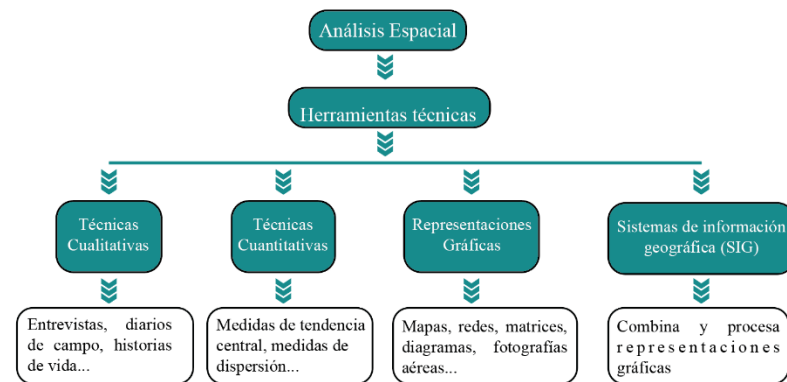 Análisis Espacial
Herramientas técnicas
Técnicas
Cualitativas
Técnicas
Cuantitativas
Representaciones
Gráficas
Sistemas de información
geográfica (SIG)
Entrevistas, diarios
de campo, historias
de vida...
Medidas de tendencia
central, medidas de
dispersión...
Mapas, redes, matrices,
diagramas, fotografías
aéreas...
Combina y procesa
representaciones
gráficas